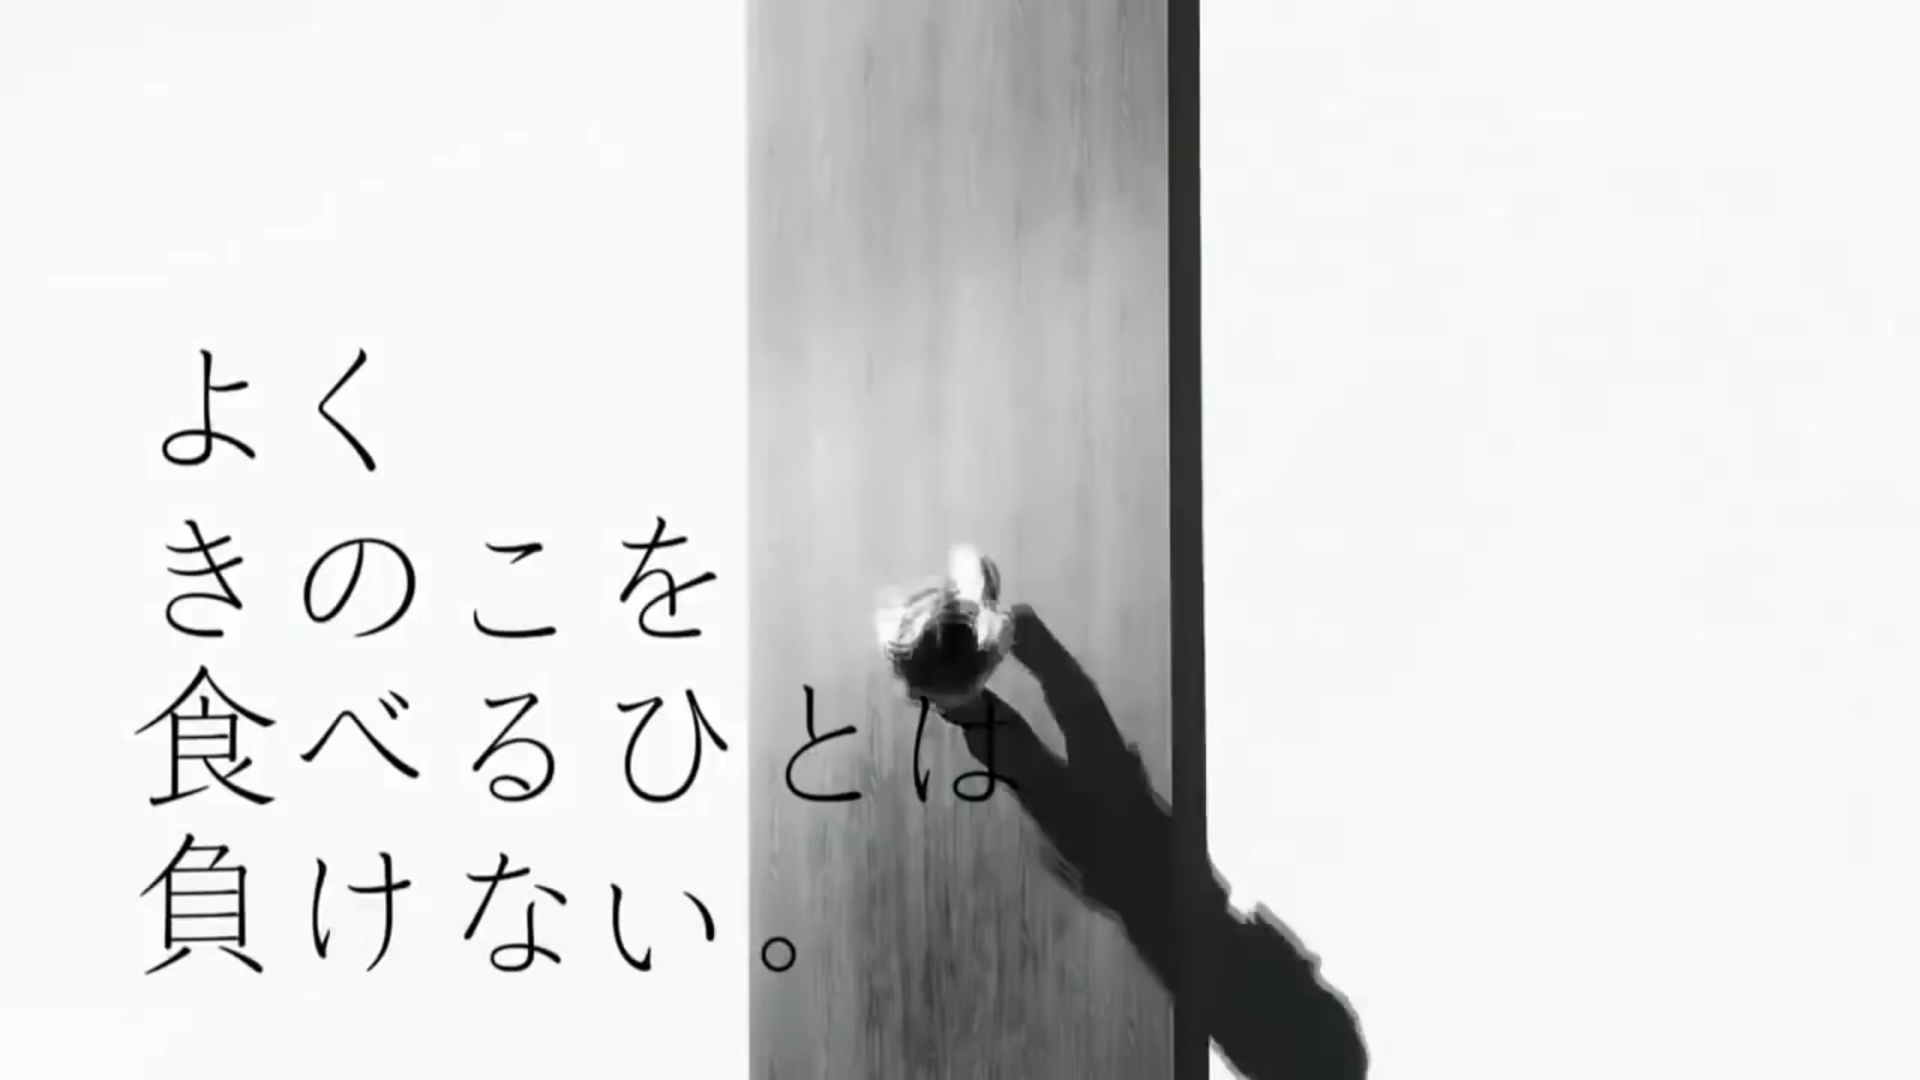 よく
きのこを
食べるひとは
負けない。